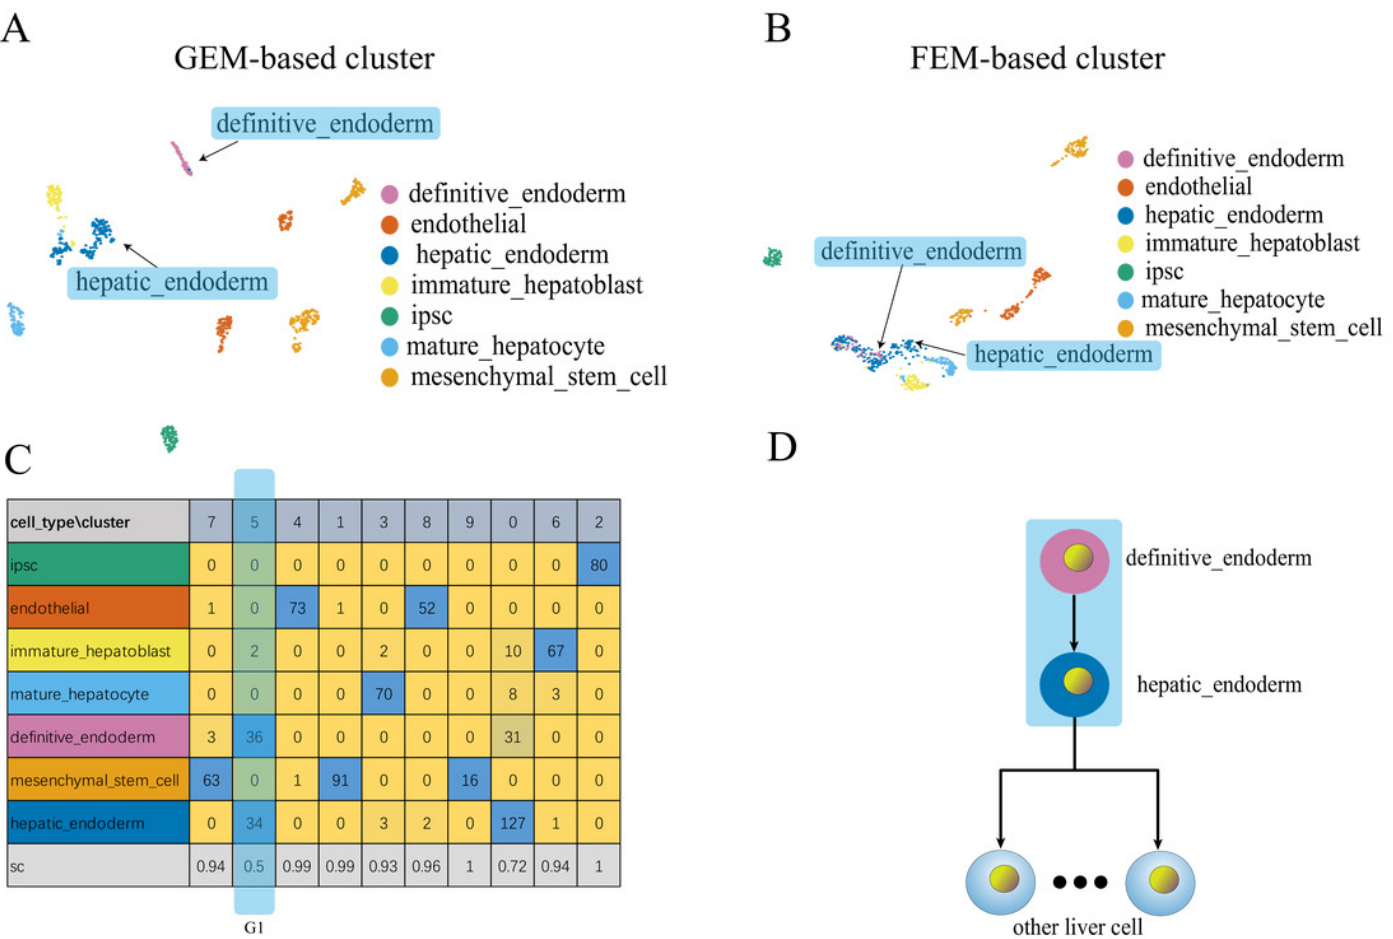 A
GEM-based cluster
definitive_endoderm
hepatic_endoderm
definitive_endoderm
endothelial
hepatic_endoderm
immature_hepatoblast
ipsc
mature_hepatocyte
mesenchymal_stem_cell
B
FEM-based cluster
definitive_endoderm
hepatic_endoderm
definitive_endoderm
endothelial
hepatic_endoderm
immature_hepatoblast
ipsc
mature_hepatocyte
mesenchymal_stem_cell
C
cell_type\cluster 7 5 4 1 3 8 9 0 6 2
ipsc 0 0 0 0 0 0 0 0 0 80
endothelial 1 0 73 1 0 52 0 0 0 0
immature_hepatoblast 0 2 0 0 2 0 0 10 67 0
mature_hepatocyte 0 0 0 0 70 0 0 8 3 0
definitive_endoderm 3 36 0 0 0 0 0 31 0 0
mesenchymal_stem_cell 63 0 1 91 0 0 16 0 0 0
hepatic_endoderm 0 34 0 0 3 2 0 127 1 0
sc 0.94 0.5 0.99 0.99 0.93 0.96 1 0.72 0.94 1
G1
D
definitive_endoderm
hepatic_endoderm
other liver cell